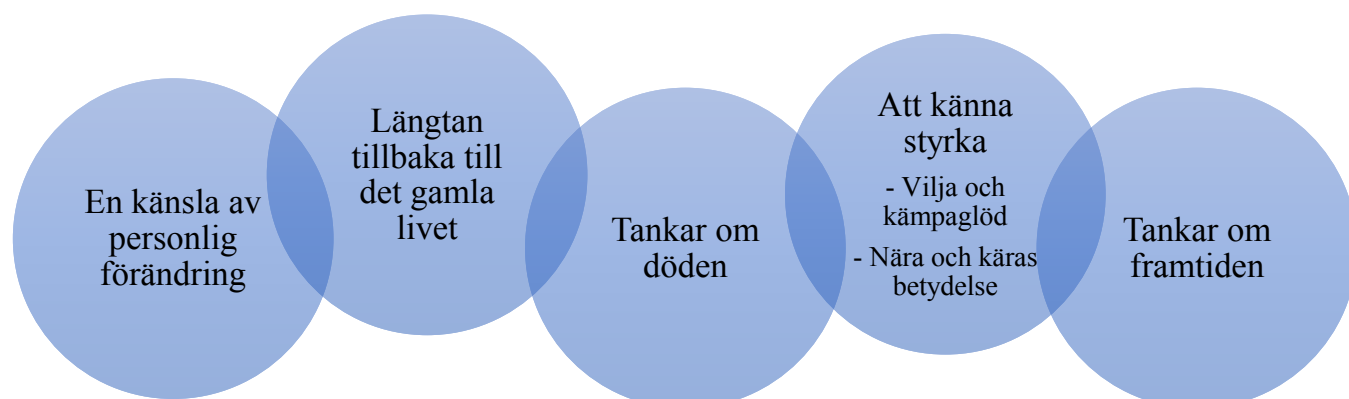 En känsla av
personlig
förändring
Längtan
tillbaka till
det gamla
livet
Tankar om
döden
Att känna
styrka
- Vilja och
kämpaglöd
- Nära och käras
betydelse
Tankar om
framtiden